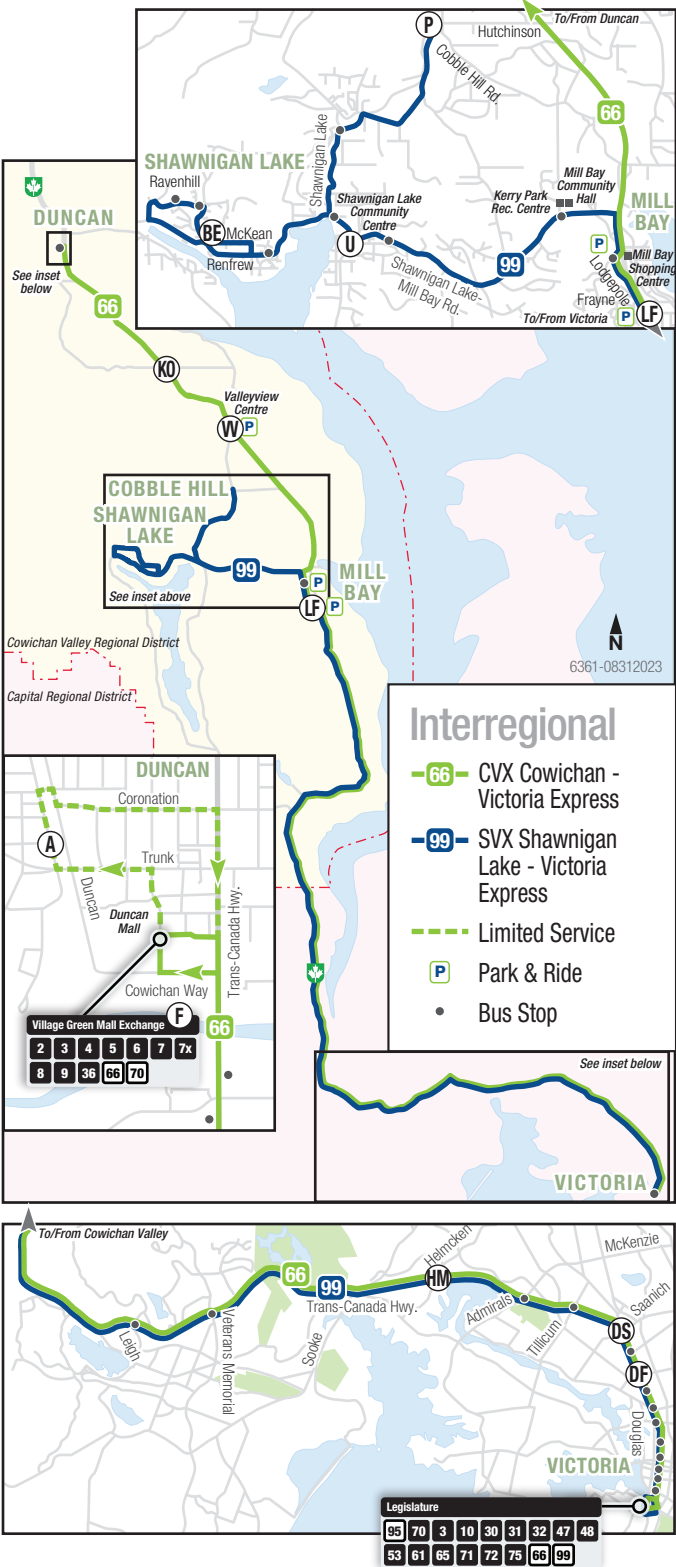 P
To/From Duncan
Hutchinson
Cobble Hill Rd.
66
Shawnigan Lake
SHAWNIGAN LAKE
Ravenhill
Mill Bay
Community
Hall
Shawnigan Lake
Community
Centre
Kerry Park
Rec. Centre
MILL
BAY
BE
McKean
U
P
Renfrew
99
Shawnigan Lake-
Mill Bay Rd.
Lodgepole
Mill Bay
Shopping
Centre
Frayne
To/From Victoria
P
LF
DUNCAN
See inset
below
66
KO
Valleyview
Centre
W
P
COBBLE HILL
SHAWNIGAN
LAKE
99
P
MILL
BAY
See inset above
LF
P
N
6361-08312023
Cowichan Valley Regional District
Capital Regional District
Interregional
66 CVX Cowichan -
Victoria Express
99 SVX Shawnigan
Lake - Victoria
Express
Limited Service
P Park & Ride
Bus Stop
DUNCAN
Coronation
A
Trunk
Duncan
Duncan
Mall
Trans-Canada Hwy.
Cowichan Way
F
66
Village Green Mall Exchange
2 3 4 5 6 7 7x
8 9 36 66 70
See inset below
VICTORIA
To/From Cowichan Valley
McKenzie
Helmcken
66
99
HM
Trans-Canada Hwy.
Saanich
Admirals
Tillicum
DS
Leigh
Veterans Memorial
Sooke
DF
Douglas
VICTORIA
Legislature
95 70 3 10 30 31 32 47 48
53 61 65 71 72 75 66 99